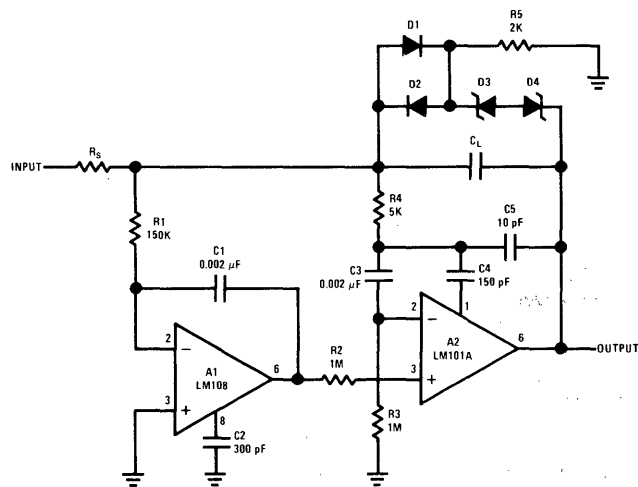 D1
R5
2K
D2
D3
D4
RS
INPUT
CL
R1
150K
R4
5K
C1
0.002 μF
C3
0.002 μF
C5
10 pF
C4
150 pF
2
−
A1
LM108
6
3
+
8
C2
300 pF
R2
1M
R3
1M
2
−
1
A2
LM101A
6
3
+
OUTPUT